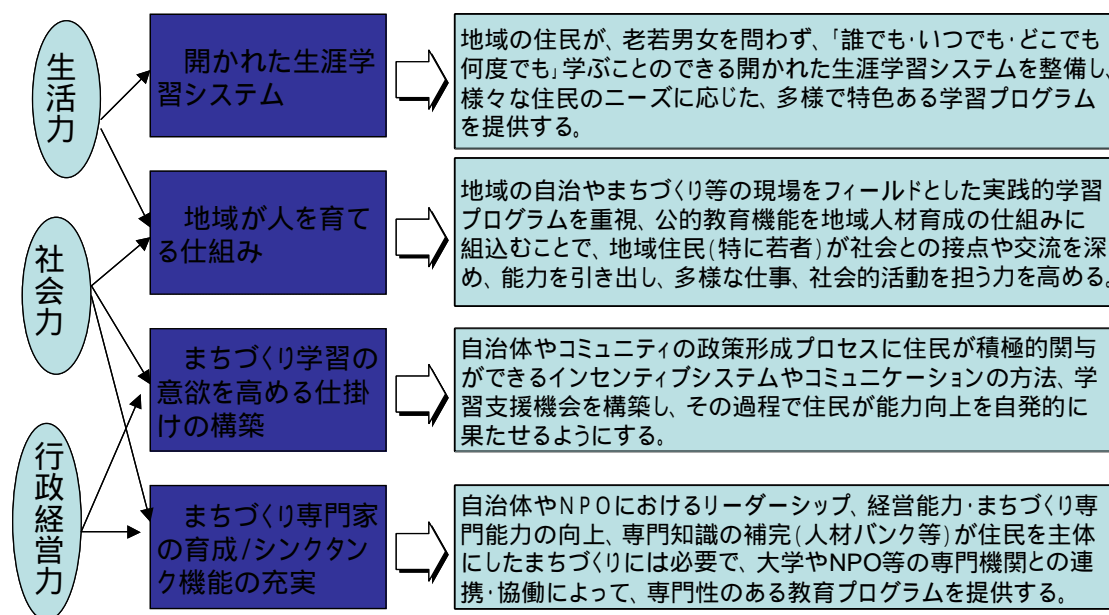 生活力
開かれた生涯学
習システム
地域の住民が、老若男女を問わず、「誰でも・いつでも・どこでも
何度でも」学ぶことのできる開かれた生涯学習システムを整備し、
様々な住民のニーズに応じた、多様で特色ある学習プログラム
を提供する。
社会力
地域が人を育て
る仕組み
地域の自治やまちづくり等の現場をフィールドとした実践的学習
プログラムを重視、公的教育機能を地域人材育成の仕組みに
組込むことで、地域住民(特に若者)が社会との接点や交流を深
め、能力を引き出し、多様な仕事、社会的活動を担う力を高める。
まちづくり学習の
意欲を高める仕掛
けの構築
自治体やコミュニティの政策形成プロセスに住民が積極的関与
ができるインセンティブシステムやコミュニケーションの方法、学
習支援機会を構築し、その過程で住民が能力向上を自発的に
果たせるようにする。
行政経営力
まちづくり専門家
の育成/シンクタン
ク機能の充実
自治体やNPOにおけるリーダーシップ、経営能力・まちづくり専
門能力の向上、専門知識の補完(人材バンク等)が住民を主体
にしたまちづくりには必要で、大学やNPO等の専門機関との連
携・協働によって、専門性のある教育プログラムを提供する。